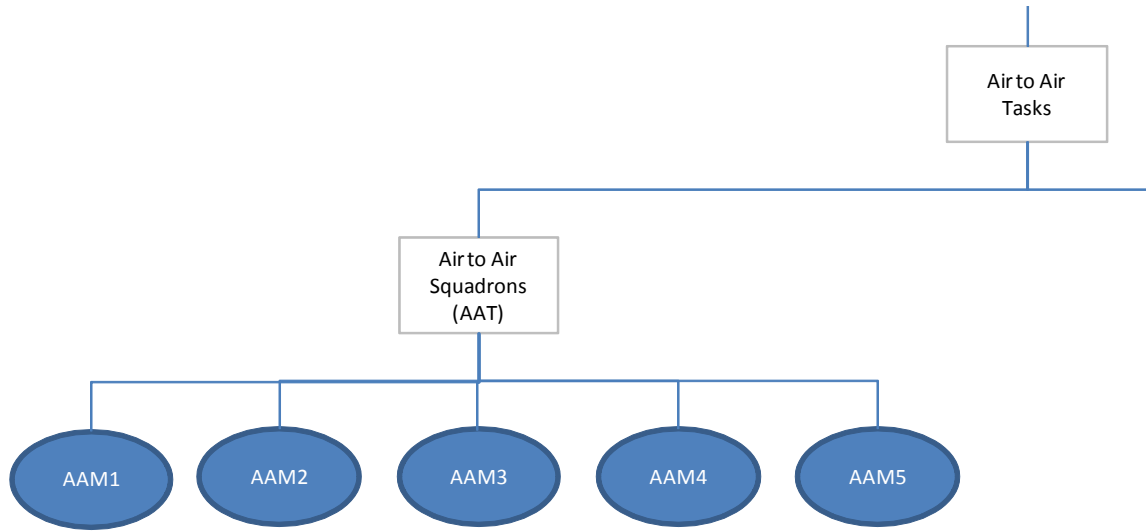 Air to Air
Tasks
Air to Air
Squadrons
(AAT)
AAM1
AAM2
AAM3
AAM4
AAM5